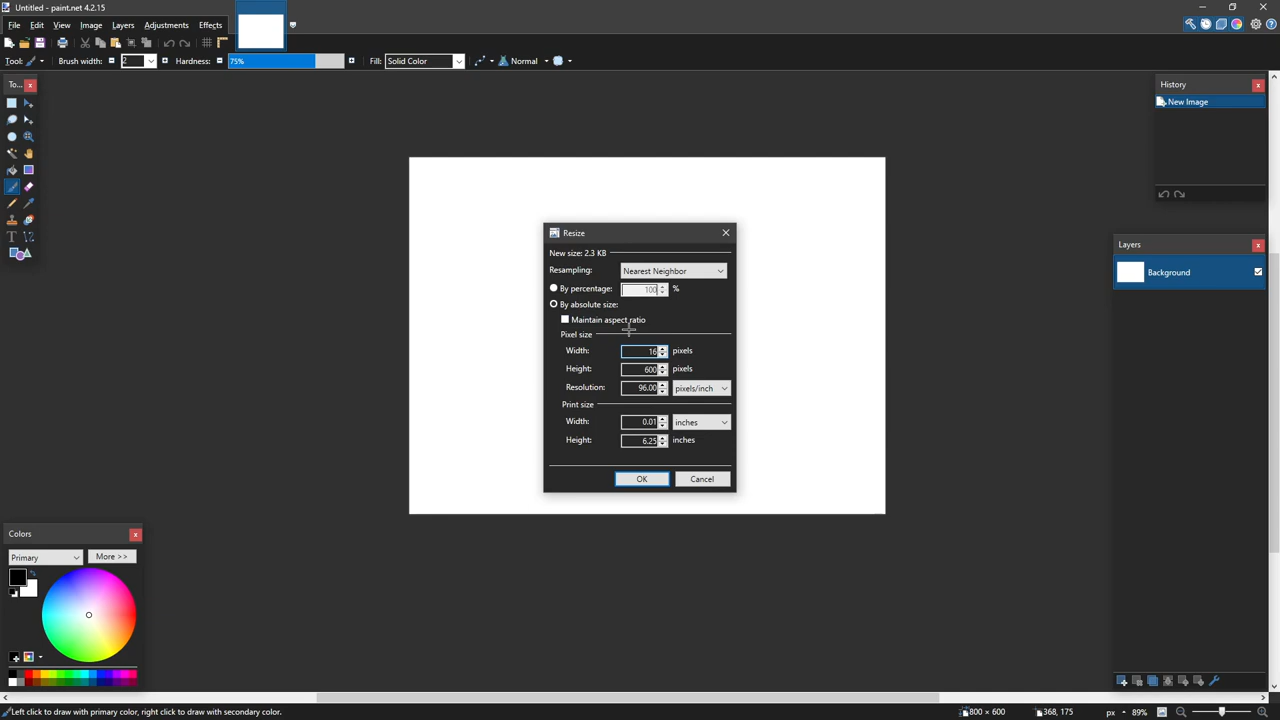 Untitled - paint.net 4.2.15
File Edit View Image Layers Adjustments Effects
Tool: Brush width: 2 Hardness: 75% Fill: Solid Color Normal
To...
History
New Image
Resize
New size: 2.3 KB
Resampling: Nearest Neighbor
By percentage: 100 %
By absolute size:
Maintain aspect ratio
Pixel size
Width: 16 pixels
Height: 600 pixels
Resolution: 96.00 pixels/inch
Print size
Width: 0.01 inches
Height: 6.25 inches
OK Cancel
Layers
Background
Colors
Primary More >>
Left click to draw with primary color, right click to draw with secondary color. 800 × 600 368, 175 px 89%